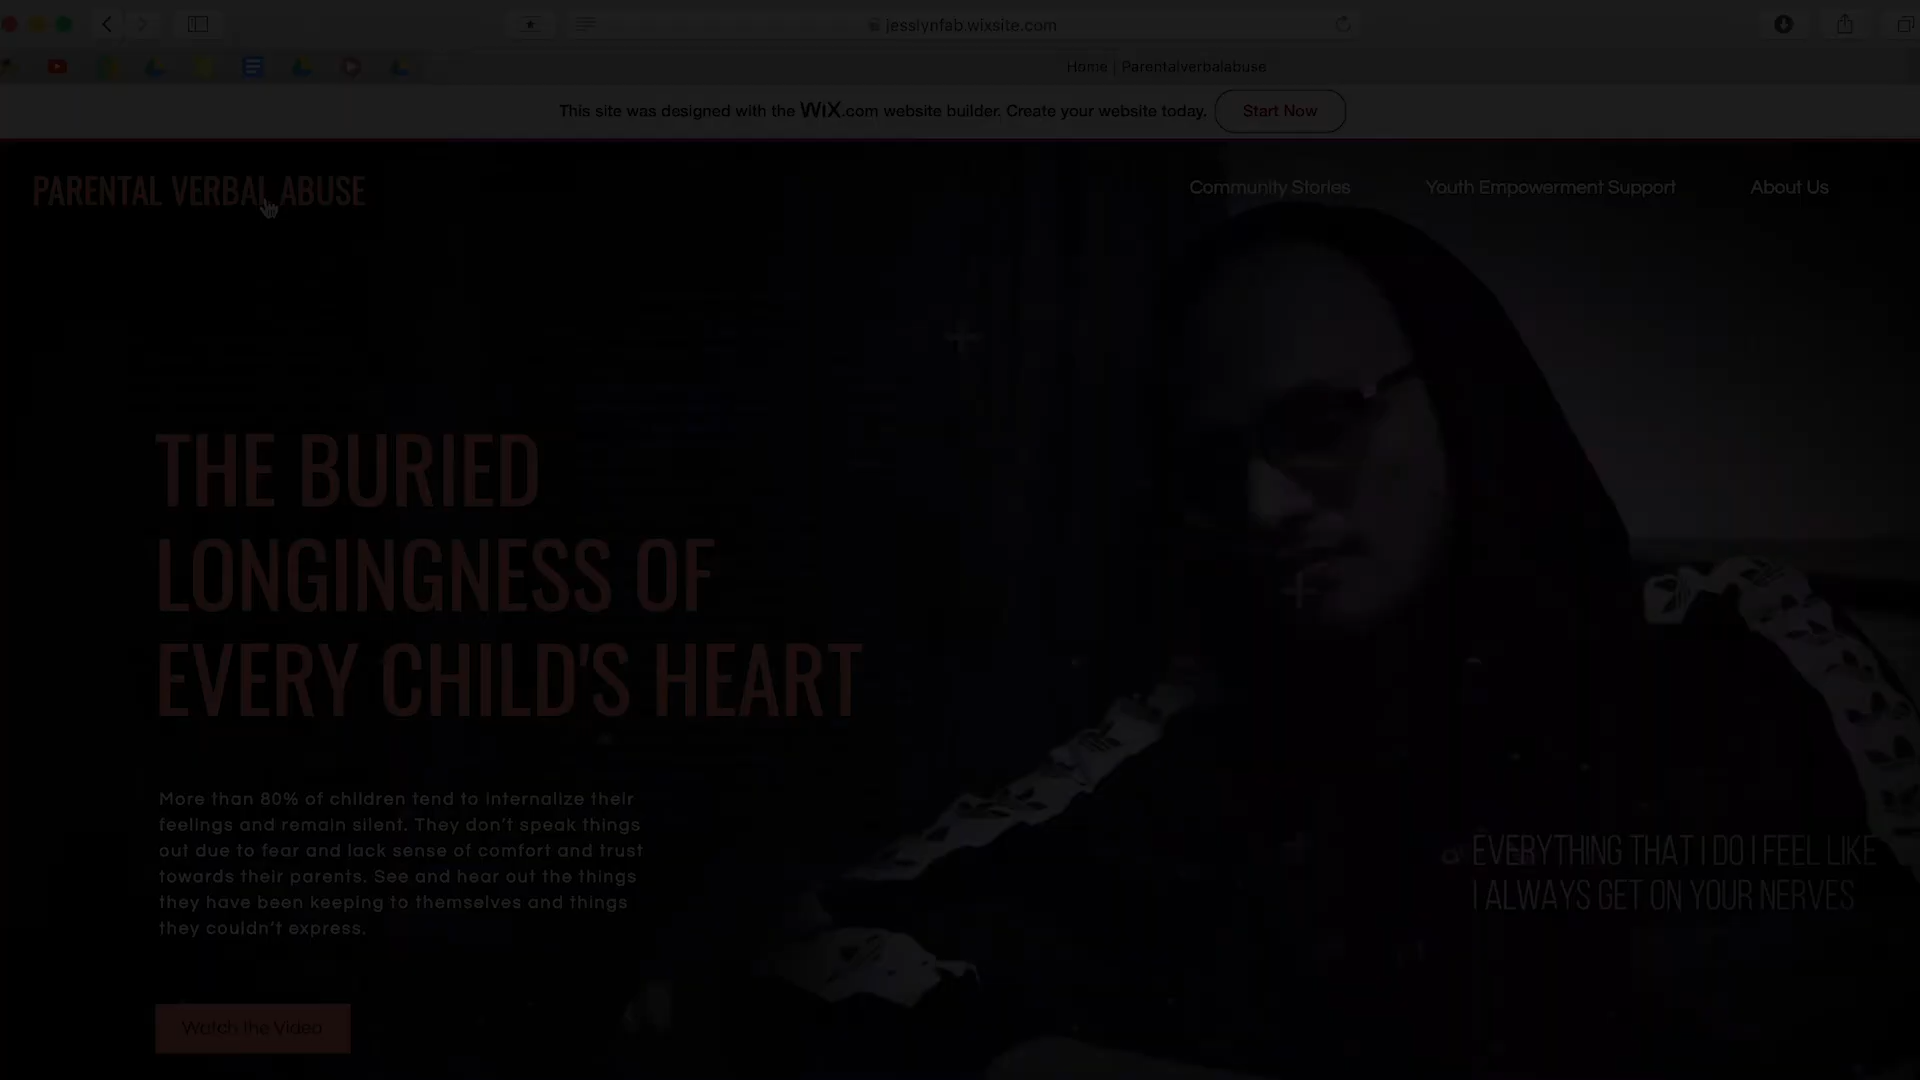 jesslynfab.wixsite.com
Home | Parentalverbalabuse
This site was designed with the WiX.com website builder. Create your website today. Start Now
PARENTAL VERBAL ABUSE
Community Stories Youth Empowerment Support About Us
THE BURIED
LONGINGNESS OF
EVERY CHILD'S HEART
More than 80% of children tend to internalize their
feelings and remain silent. They don't speak things
out due to fear and lack sense of comfort and trust
towards their parents. See and hear out the things
they have been keeping to themselves and things
they couldn't express.
EVERYTHING THAT I DO I FEEL LIKE
I ALWAYS GET ON YOUR NERVES
Watch the Video